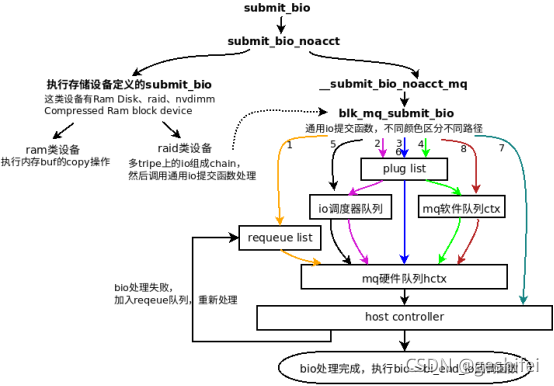 submit_bio
submit_bio_noacct
执行存储设备定义的submit_bio
这类设备有Ram Disk、raid、nvdimm
Compressed Ram block device
__submit_bio_noacct_mq
blk_mq_submit_bio
通用io提交函数，不同颜色区分不同路径
ram类设备
执行内存buf的copy操作
raid类设备
多tripe上的io组成chain，
然后调用通用io提交函数处理
1
5
2
3
6
4
8
7
plug list
io调度器队列
mq软件队列ctx
requeue list
mq硬件队列hctx
bio处理失败，
加入reqeue队列，重新处理
host controller
bio处理完成，执行bio->bi_end_io回调函数
CSDN @geshifei